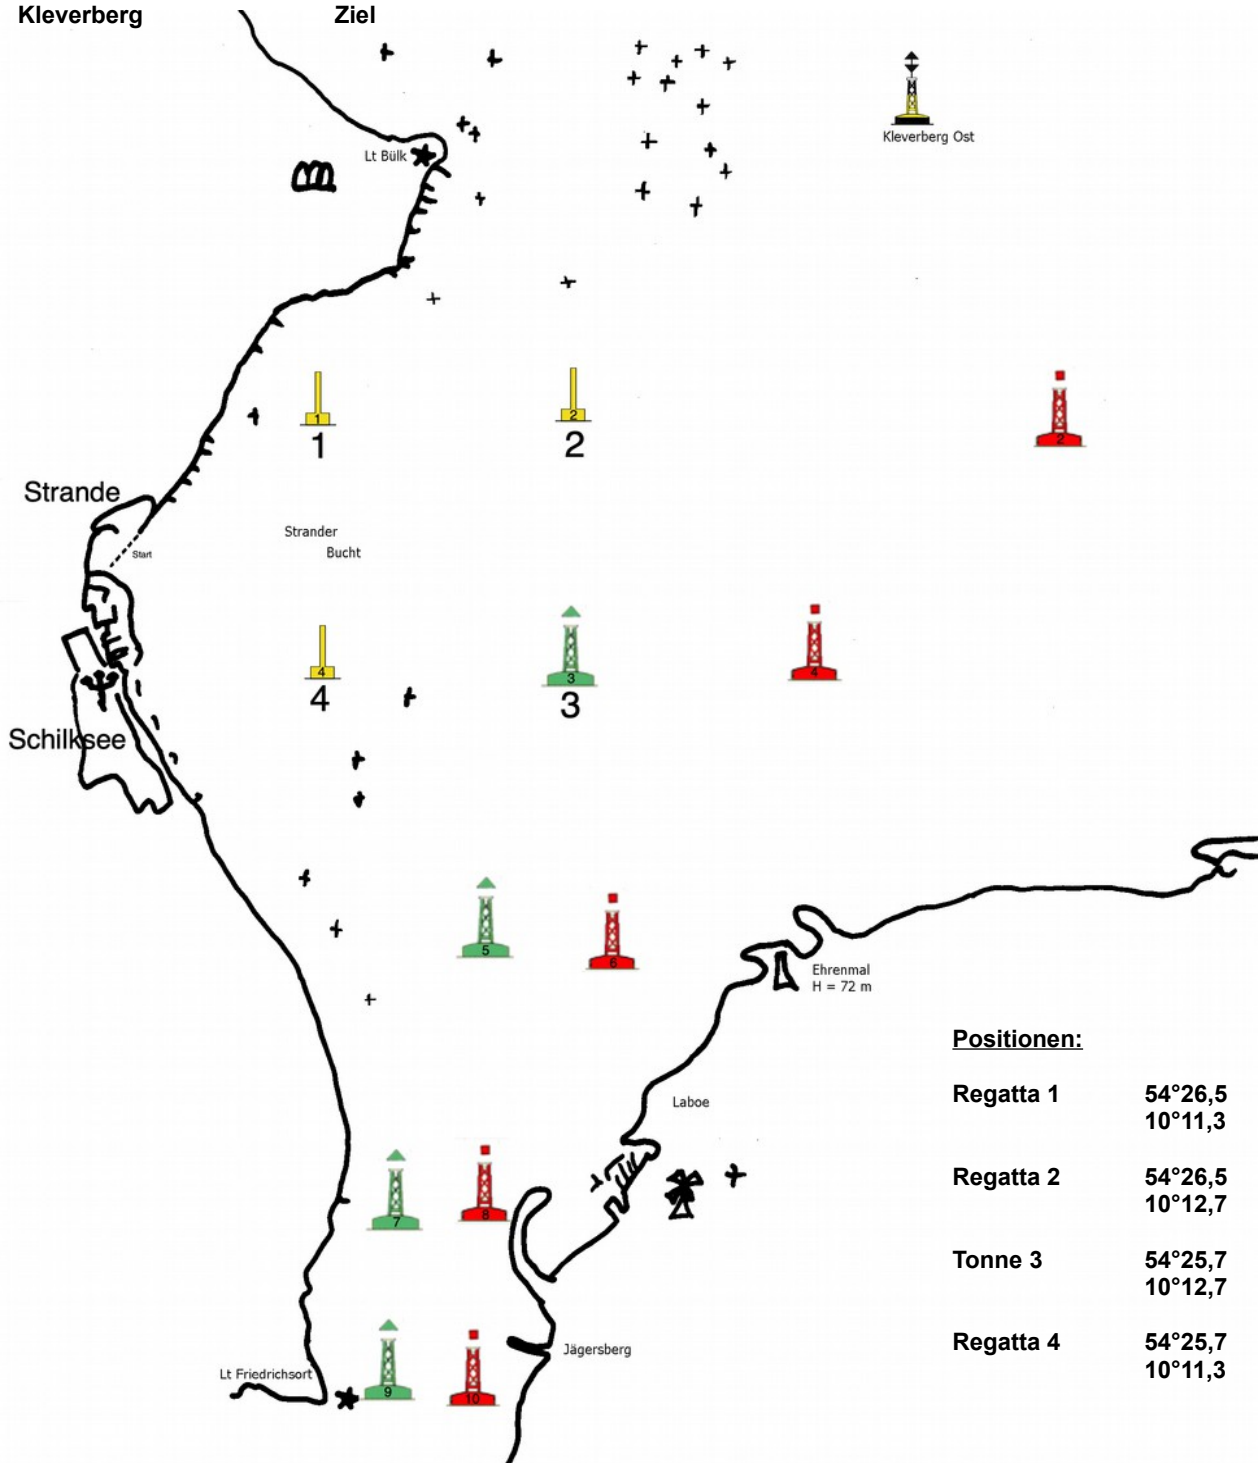 Kleverberg Ziel
Lt Bülk
Kleverberg Ost
1
2
2
1
2
Strande
Strander
Bucht
Start
4
3
4
4
3
Schilksee
5
6
Ehrenmal
H = 72 m
Positionen:
Regatta 1 54°26,5
10°11,3
Laboe
Regatta 2 54°26,5
10°12,7
7
8
Tonne 3 54°25,7
10°12,7
Regatta 4 54°25,7
10°11,3
Jägersberg
Lt Friedrichsort
9
10